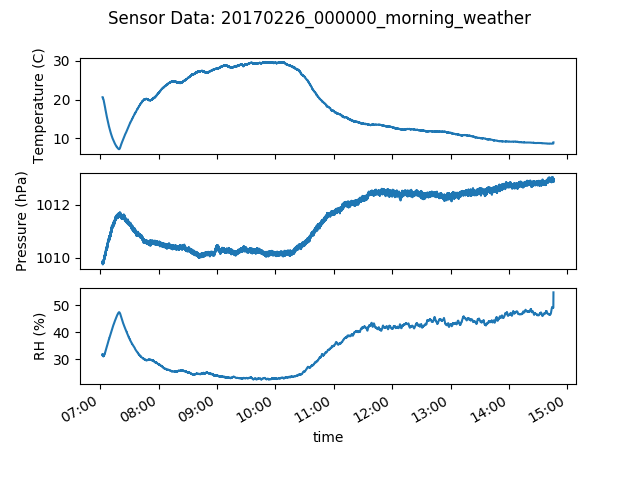 Sensor Data: 20170226_000000_morning_weather
Temperature (C)
30
20
10
Pressure (hPa)
1012
1010
RH (%)
50
40
30
07:00 08:00 09:00 10:00 11:00 12:00 13:00 14:00 15:00
time